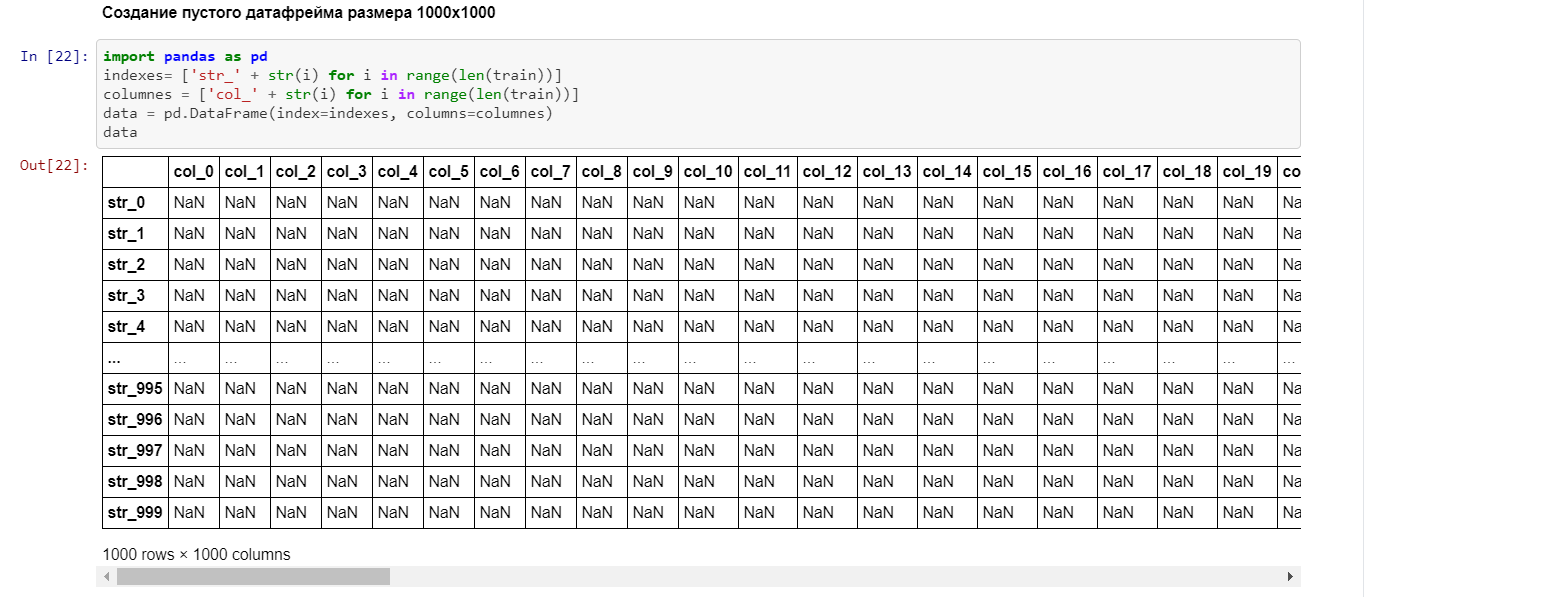 Создание пустого датафрейма размера 1000x1000
In [22]: import pandas as pd
indexes= ['str_' + str(i) for i in range(len(train))]
columnes = ['col_' + str(i) for i in range(len(train))]
data = pd.DataFrame(index=indexes, columns=columnes)
data
Out[22]:
col_0 col_1 col_2 col_3 col_4 col_5 col_6 col_7 col_8 col_9 col_10 col_11 col_12 col_13 col_14 col_15 col_16 col_17 col_18 col_19 co
str_0 NaN NaN NaN NaN NaN NaN NaN NaN NaN NaN NaN NaN NaN NaN NaN NaN NaN NaN NaN NaN Na
str_1 NaN NaN NaN NaN NaN NaN NaN NaN NaN NaN NaN NaN NaN NaN NaN NaN NaN NaN NaN NaN Na
str_2 NaN NaN NaN NaN NaN NaN NaN NaN NaN NaN NaN NaN NaN NaN NaN NaN NaN NaN NaN NaN Na
str_3 NaN NaN NaN NaN NaN NaN NaN NaN NaN NaN NaN NaN NaN NaN NaN NaN NaN NaN NaN NaN Na
str_4 NaN NaN NaN NaN NaN NaN NaN NaN NaN NaN NaN NaN NaN NaN NaN NaN NaN NaN NaN NaN Na
... ... ... ... ... ... ... ... ... ... ... ... ... ... ... ... ... ... ... ... ... ...
str_995 NaN NaN NaN NaN NaN NaN NaN NaN NaN NaN NaN NaN NaN NaN NaN NaN NaN NaN NaN NaN Na
str_996 NaN NaN NaN NaN NaN NaN NaN NaN NaN NaN NaN NaN NaN NaN NaN NaN NaN NaN NaN NaN Na
str_997 NaN NaN NaN NaN NaN NaN NaN NaN NaN NaN NaN NaN NaN NaN NaN NaN NaN NaN NaN NaN Na
str_998 NaN NaN NaN NaN NaN NaN NaN NaN NaN NaN NaN NaN NaN NaN NaN NaN NaN NaN NaN NaN Na
str_999 NaN NaN NaN NaN NaN NaN NaN NaN NaN NaN NaN NaN NaN NaN NaN NaN NaN NaN NaN NaN Na
1000 rows × 1000 columns